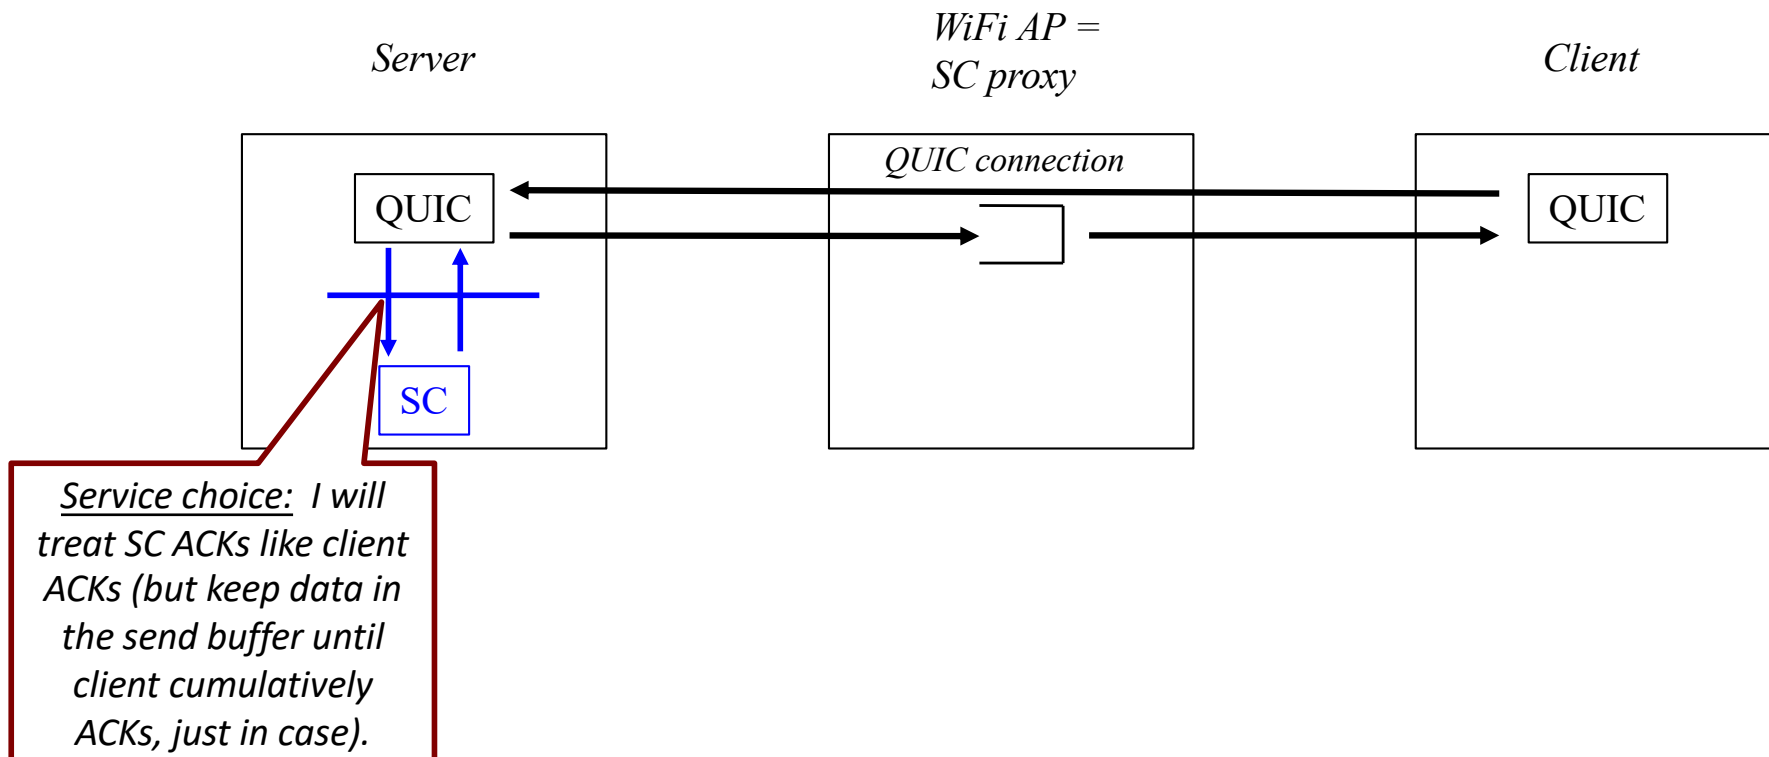 Server
WiFi AP =
SC proxy
Client
QUIC connection
QUIC
QUIC
SC
Service choice: I will
treat SC ACKs like client
ACKs (but keep data in
the send buffer until
client cumulatively
ACKs, just in case).